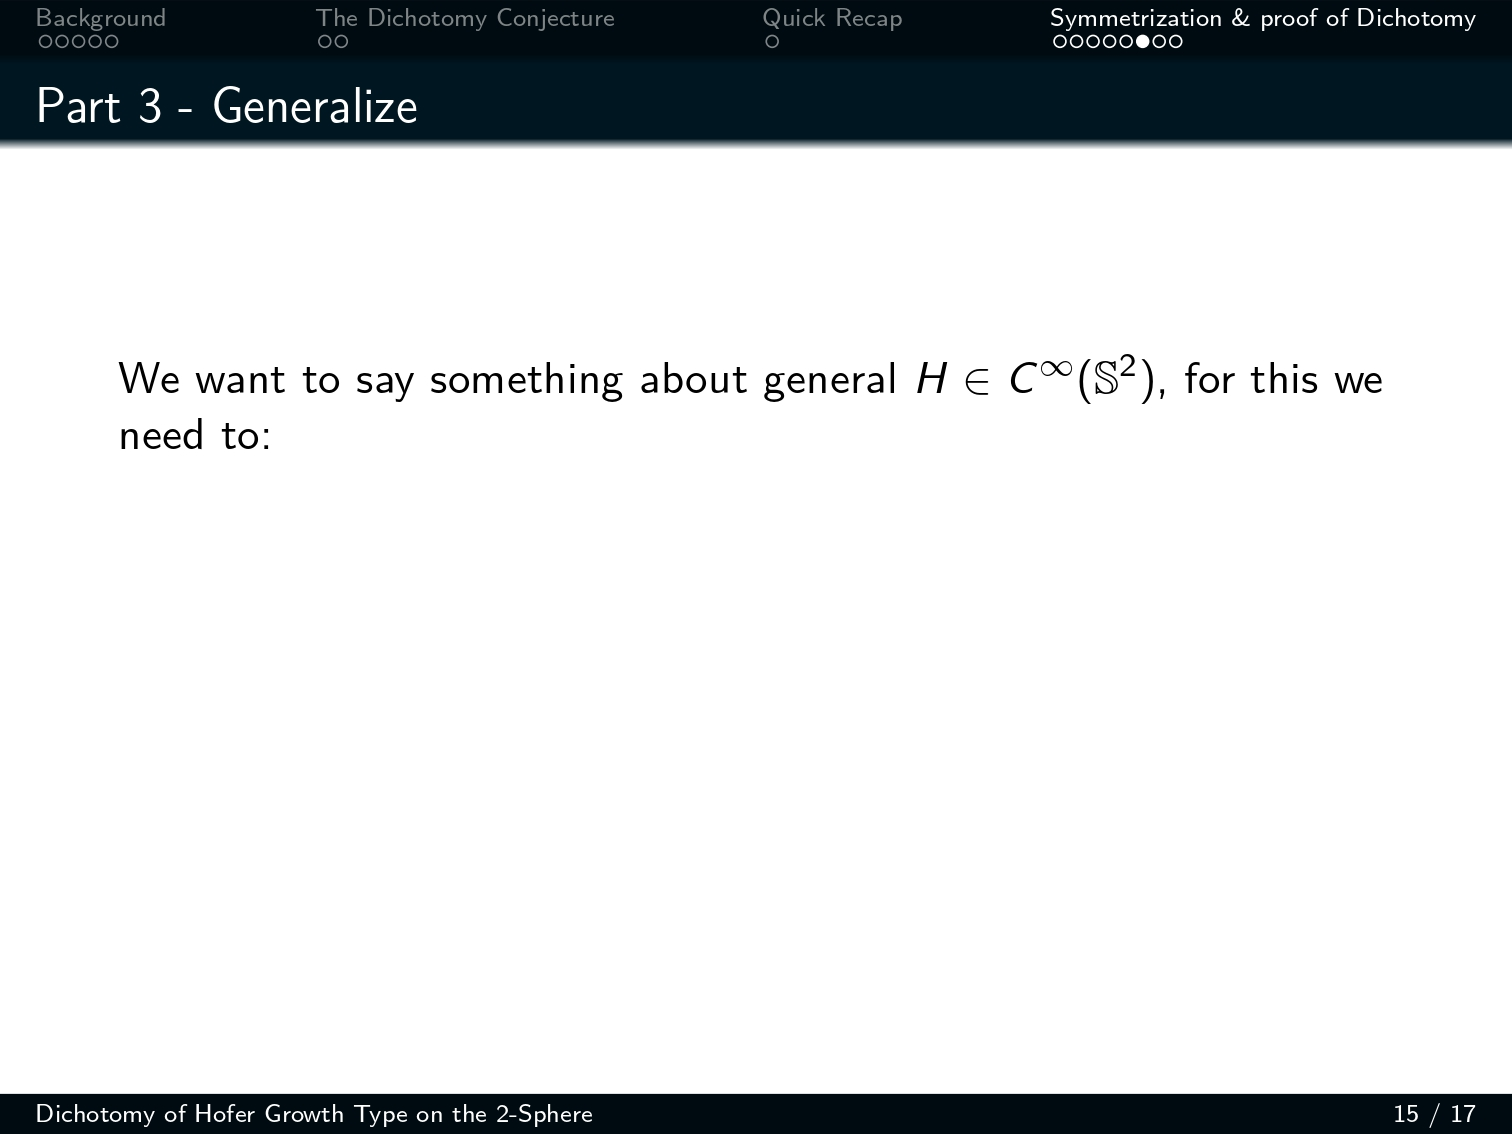 Background The Dichotomy Conjecture Quick Recap Symmetrization & proof of Dichotomy
Part 3 - Generalize
We want to say something about general H ∈ C^∞(𝕊²), for this we
need to:
Dichotomy of Hofer Growth Type on the 2-Sphere 15 / 17